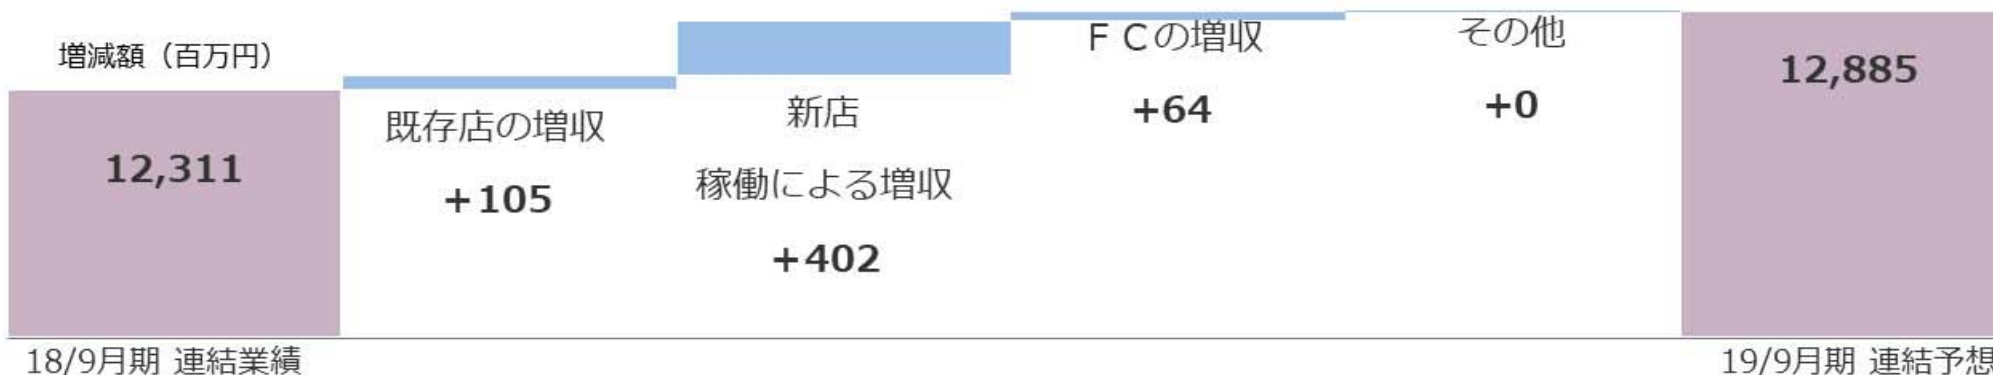 増減額（百万円）
12,311
既存店の増収
+105
新店
稼働による増収
+402
ＦＣの増収
+64
その他
+0
12,885
18/9月期 連結業績
19/9月期 連結予想